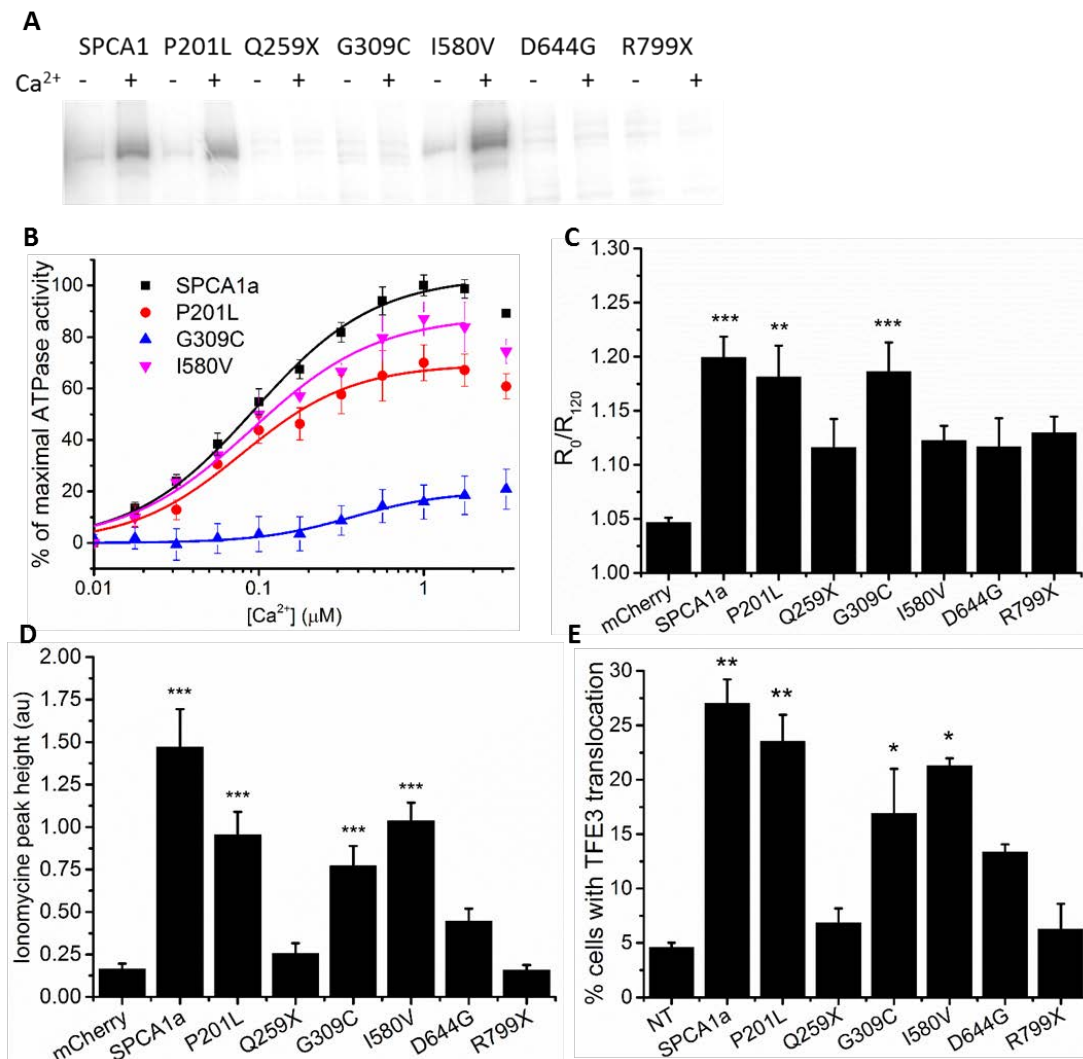 A
SPCA1 P201L Q259X G309C I580V D644G R799X
Ca²⁺ - + - + - + - + - + - + - +
B
% of maximal ATPase activity
100
80
60
40
20
0
SPCA1a
P201L
G309C
I580V
0.01 0.1 1
[Ca²⁺] (μM)
C
R₀/R₁₂₀
1.30
1.25
1.20
1.15
1.10
1.05
1.00
*** ** ***
mCherry SPCA1a P201L Q259X G309C I580V D644G R799X
D
Ionomycine peak height (au)
2.00
1.75
1.50
1.25
1.00
0.75
0.50
0.25
0.00
*** *** *** ***
mCherry SPCA1a P201L Q259X G309C I580V D644G R799X
E
% cells with TFE3 translocation
30
25
20
15
10
5
0
** ** * *
NT SPCA1a P201L Q259X G309C I580V D644G R799X